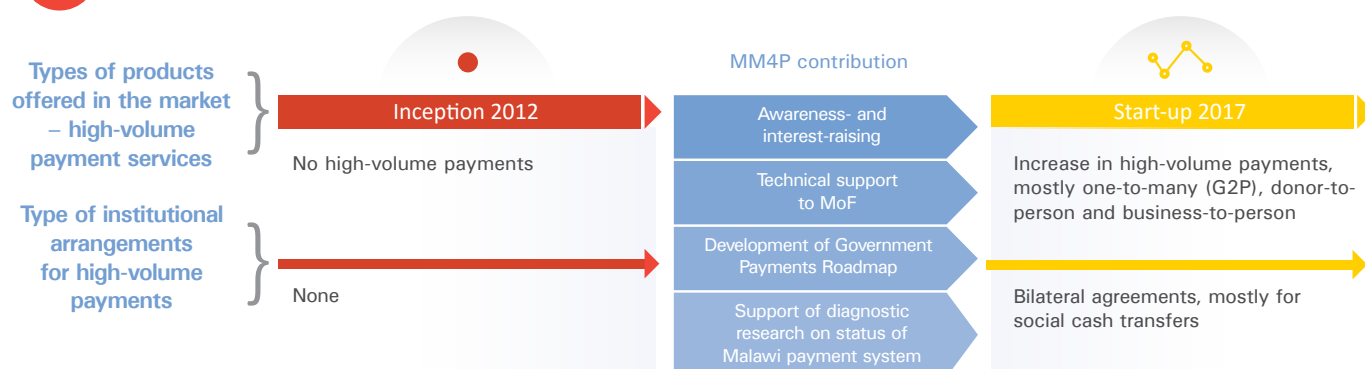 Types of products
offered in the market
– high-volume
payment services
Inception 2012
No high-volume payments
MM4P contribution
Awareness- and
interest-raising
Technical support
to MoF
Development of Government
Payments Roadmap
Support of diagnostic
research on status of
Malawi payment system
Start-up 2017
Increase in high-volume payments,
mostly one-to-many (G2P), donor-to-
person and business-to-person
Type of institutional
arrangements
for high-volume
payments
None
Bilateral agreements, mostly for
social cash transfers